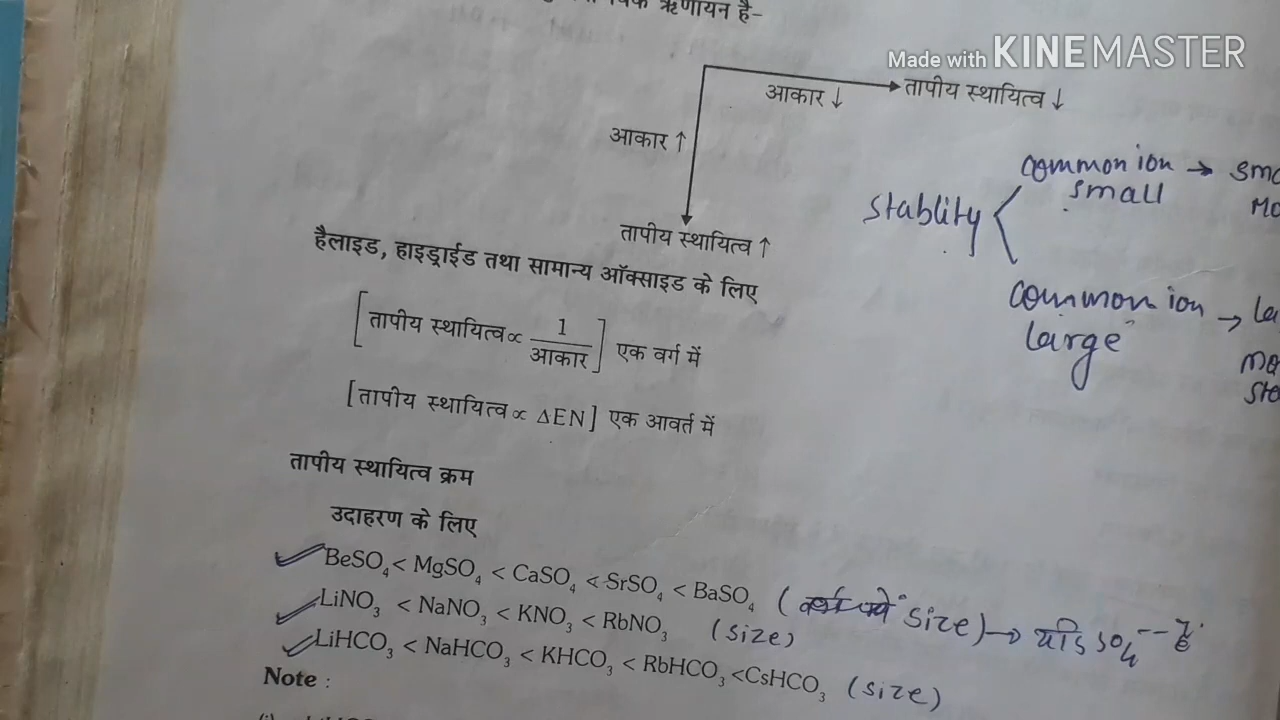 ऋणायन है-
Made with KINEMASTER
आकार ↓ तापीय स्थायित्व ↓
आकार ↑
तापीय स्थायित्व ↑
common ion →
small
stablity
common ion →
large
हैलाइड, हाइड्राईड तथा सामान्य ऑक्साइड के लिए
[तापीय स्थायित्व ∝ 1/आकार] एक वर्ग में
[तापीय स्थायित्व ∝ ΔEN] एक आवर्त में
तापीय स्थायित्व क्रम
उदाहरण के लिए
BeSO₄ < MgSO₄ < CaSO₄ < SrSO₄ < BaSO₄ ( size) → यदि SO₄⁻⁻
LiNO₃ < NaNO₃ < KNO₃ < RbNO₃ (size)
LiHCO₃ < NaHCO₃ < KHCO₃ < RbHCO₃ <CsHCO₃ (size)
Note :